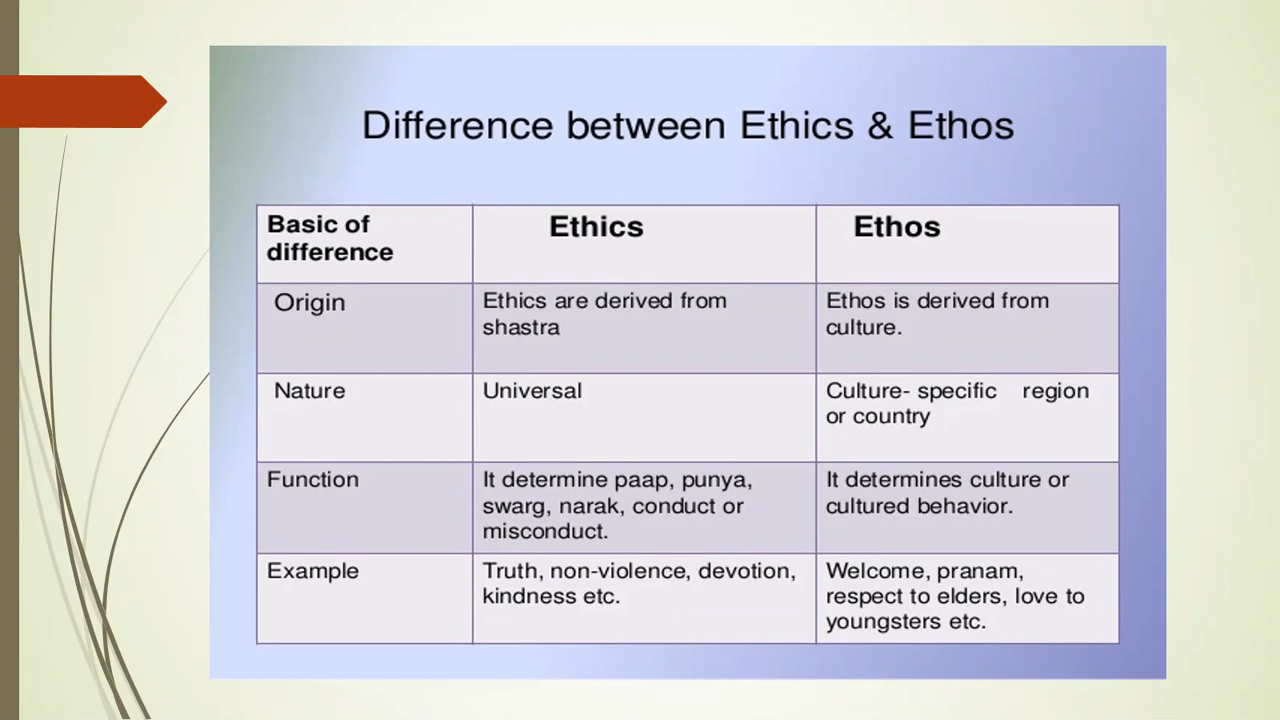 Difference between Ethics & Ethos
Basic of
difference
Ethics
Ethos
Origin
Ethics are derived from
shastra
Ethos is derived from
culture.
Nature
Universal
Culture- specific region
or country
Function
It determine paap, punya,
swarg, narak, conduct or
misconduct.
It determines culture or
cultured behavior.
Example
Truth, non-violence, devotion,
kindness etc.
Welcome, pranam,
respect to elders, love to
youngsters etc.